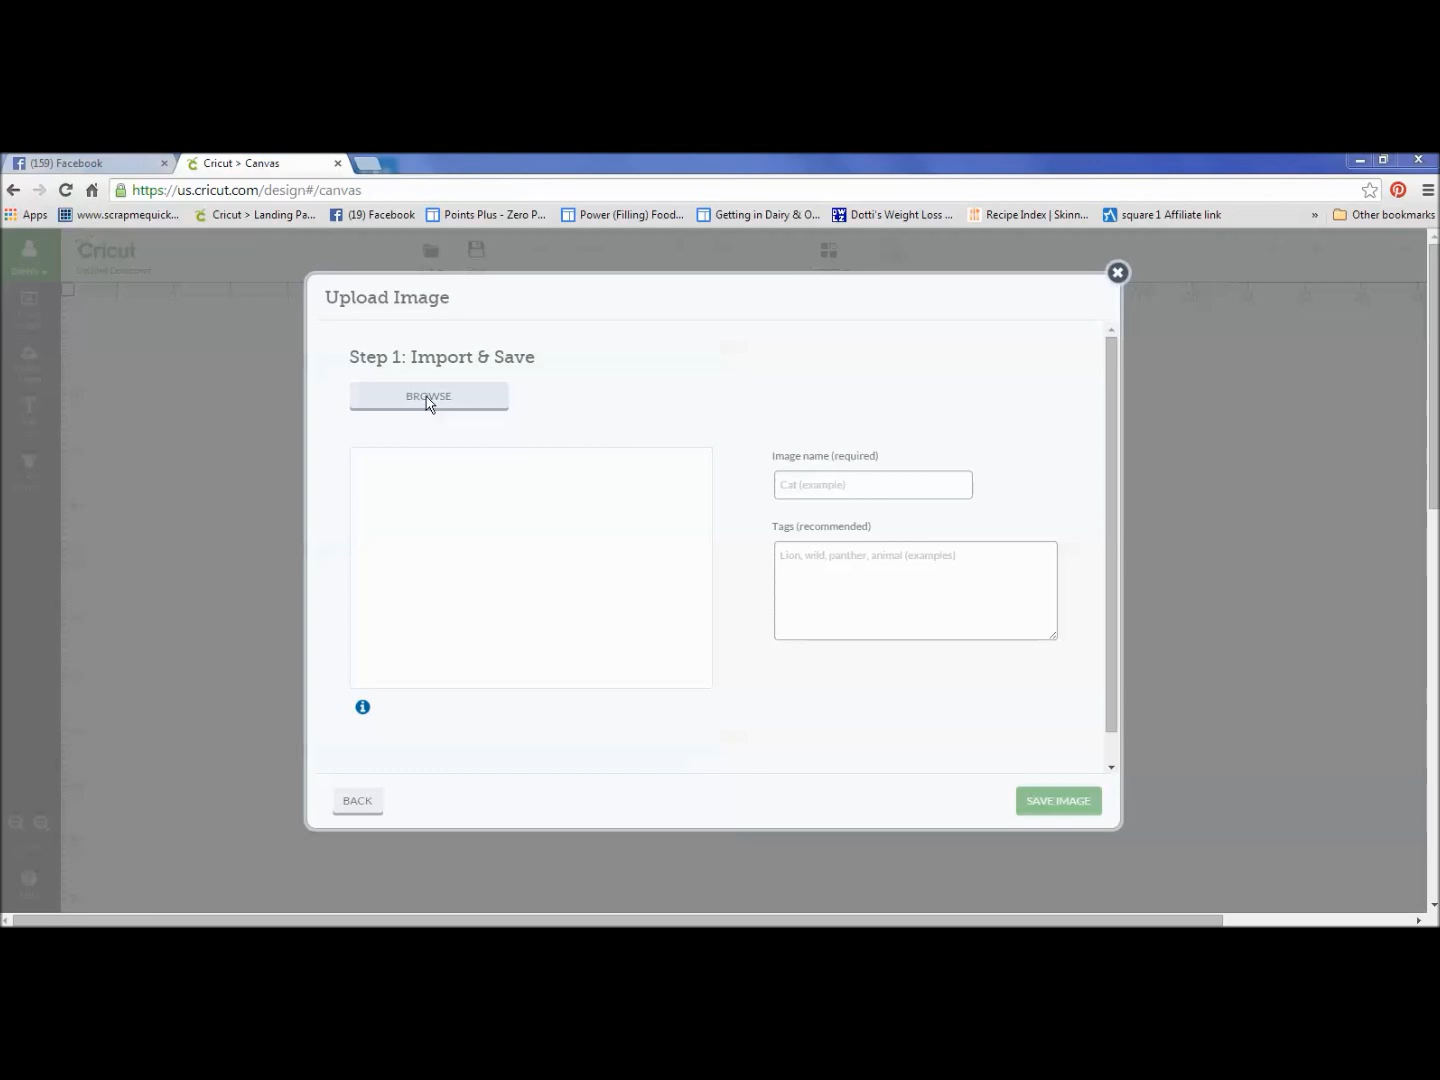 (159) Facebook
Cricut > Canvas
https://us.cricut.com/design#/canvas
Apps
www.scrapmequick...
Cricut > Landing Pa...
(19) Facebook
Points Plus - Zero P...
Power (Filling) Food...
Getting in Dairy & O...
Dotti's Weight Loss ...
Recipe Index | Skinn...
square 1 Affiliate link
»
Other bookmarks
Cricut
Upload Image
Step 1: Import & Save
BROWSE
Image name (required)
Cat (example)
Tags (recommended)
Lion, wild, panther, animal (examples)
BACK
SAVE IMAGE